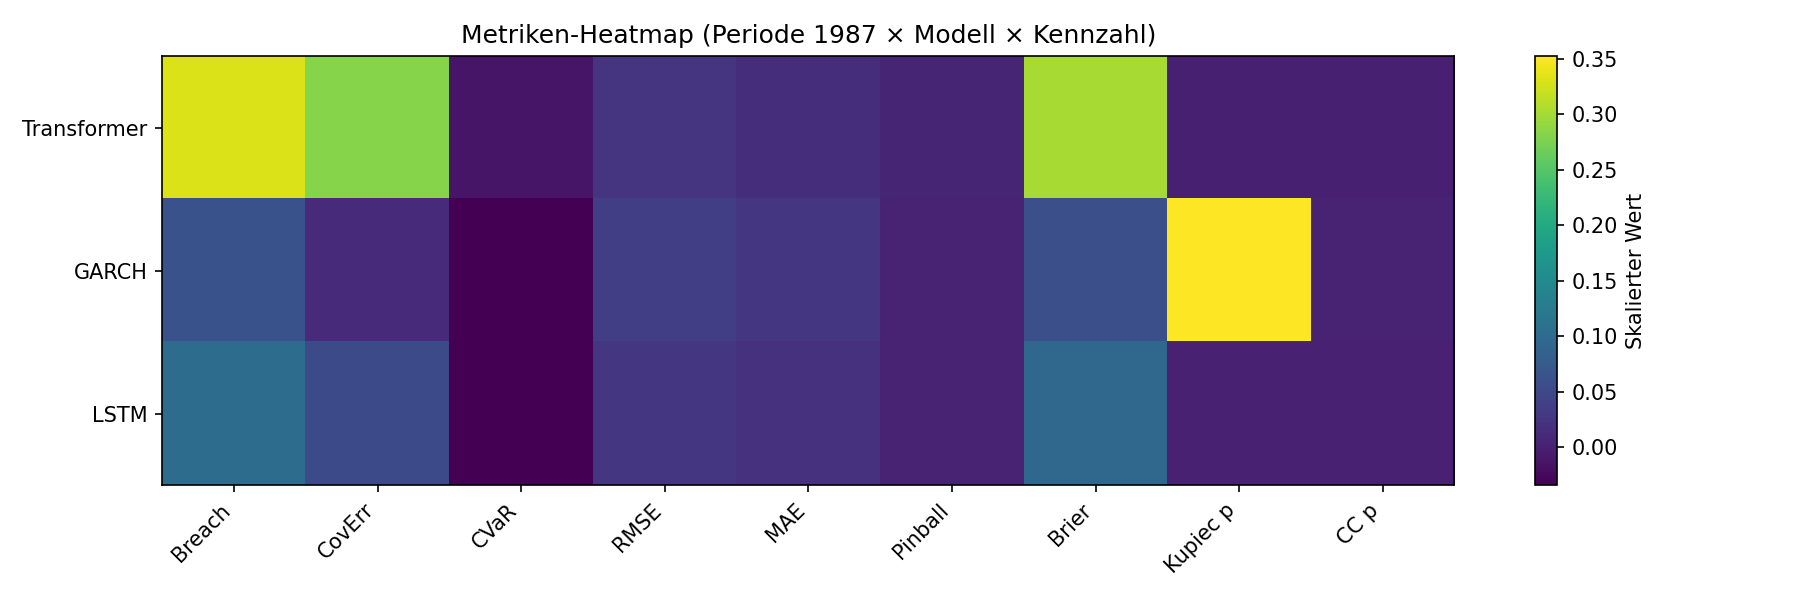 Metriken-Heatmap (Periode 1987 × Modell × Kennzahl)
Transformer
GARCH
LSTM
Breach
CovErr
CVaR
RMSE
MAE
Pinball
Brier
Kupiec p
CC p
0.35
0.30
0.25
0.20
0.15
0.10
0.05
0.00
Skalierter Wert